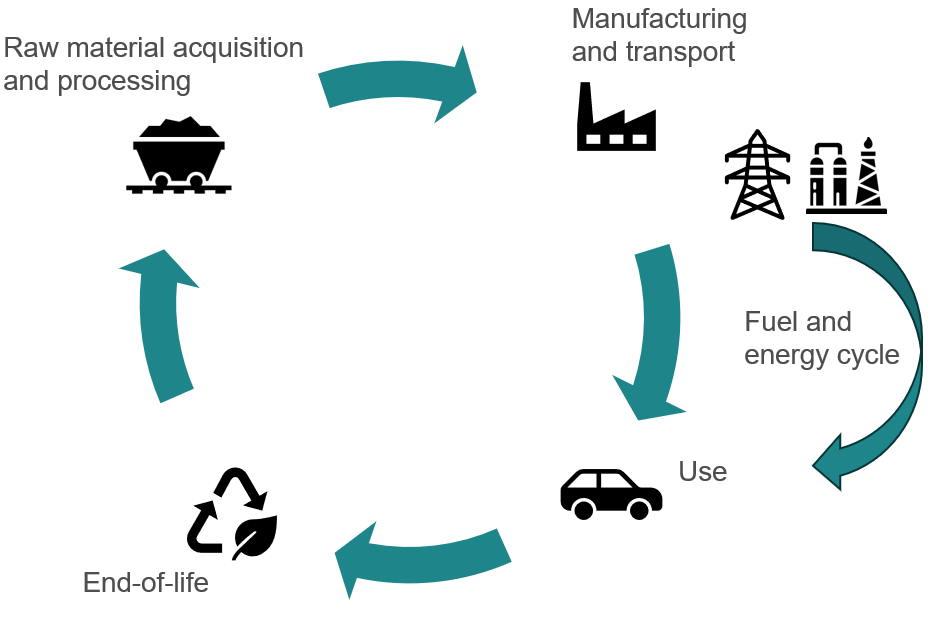 Raw material acquisition
and processing
Manufacturing
and transport
Fuel and
energy cycle
Use
End-of-life